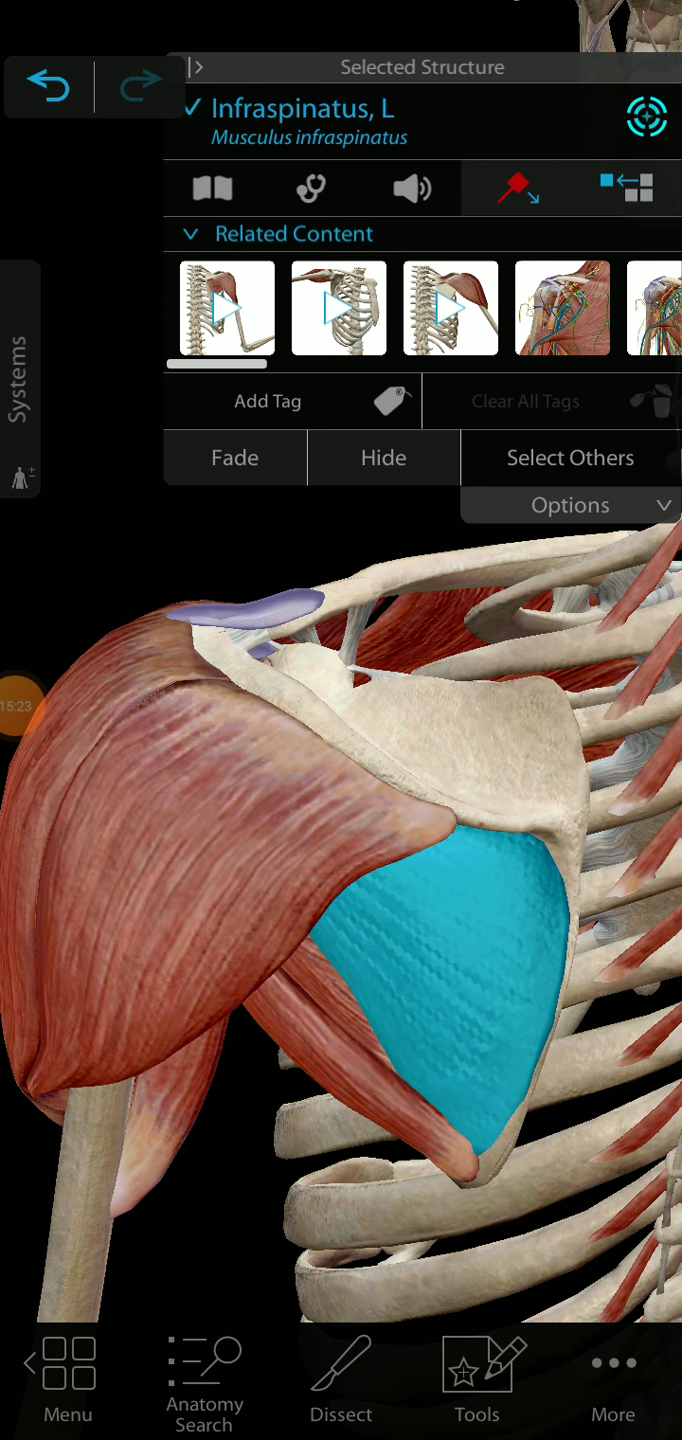 Selected Structure
Infraspinatus, L
Musculus infraspinatus
Related Content
Systems
Add Tag
Clear All Tags
Fade
Hide
Select Others
Options
15:23
Menu
Anatomy
Search
Dissect
Tools
More